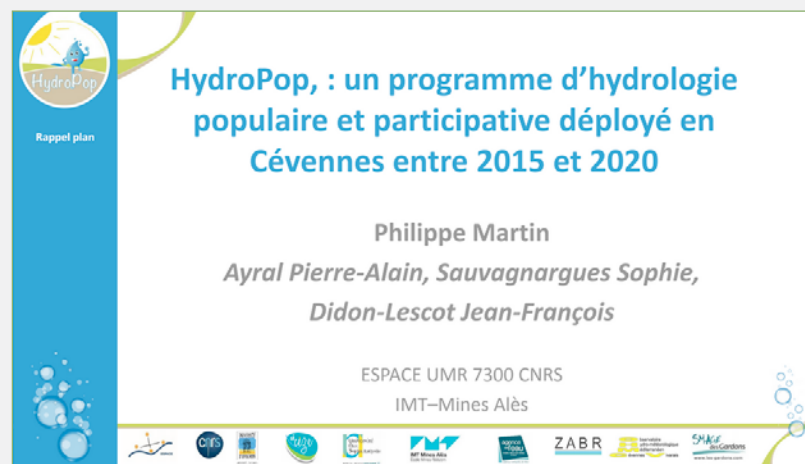 HydroPop
Rappel plan
HydroPop, : un programme d’hydrologie
populaire et participative déployé en
Cévennes entre 2015 et 2020
Philippe Martin
Ayral Pierre-Alain, Sauvagnargues Sophie,
Didon-Lescot Jean-François
ESPACE UMR 7300 CNRS
IMT–Mines Alès
cnrs
IMT Mines Alès
ZABR
SMAGE
des Gardons